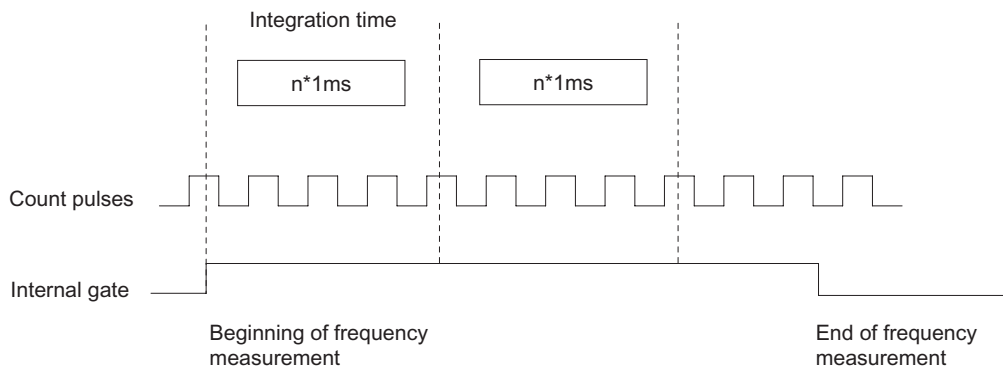 Integration time
n*1ms
n*1ms
Count pulses
Internal gate
Beginning of frequency
measurement
End of frequency
measurement